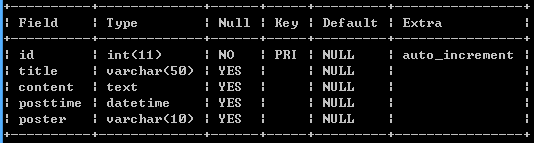 | Field | Type | Null | Key | Default | Extra |
| id | int(11) | NO | PRI | NULL | auto_increment |
| title | varchar(50) | YES | | NULL | |
| content | text | YES | | NULL | |
| posttime | datetime | YES | | NULL | |
| poster | varchar(10) | YES | | NULL | |